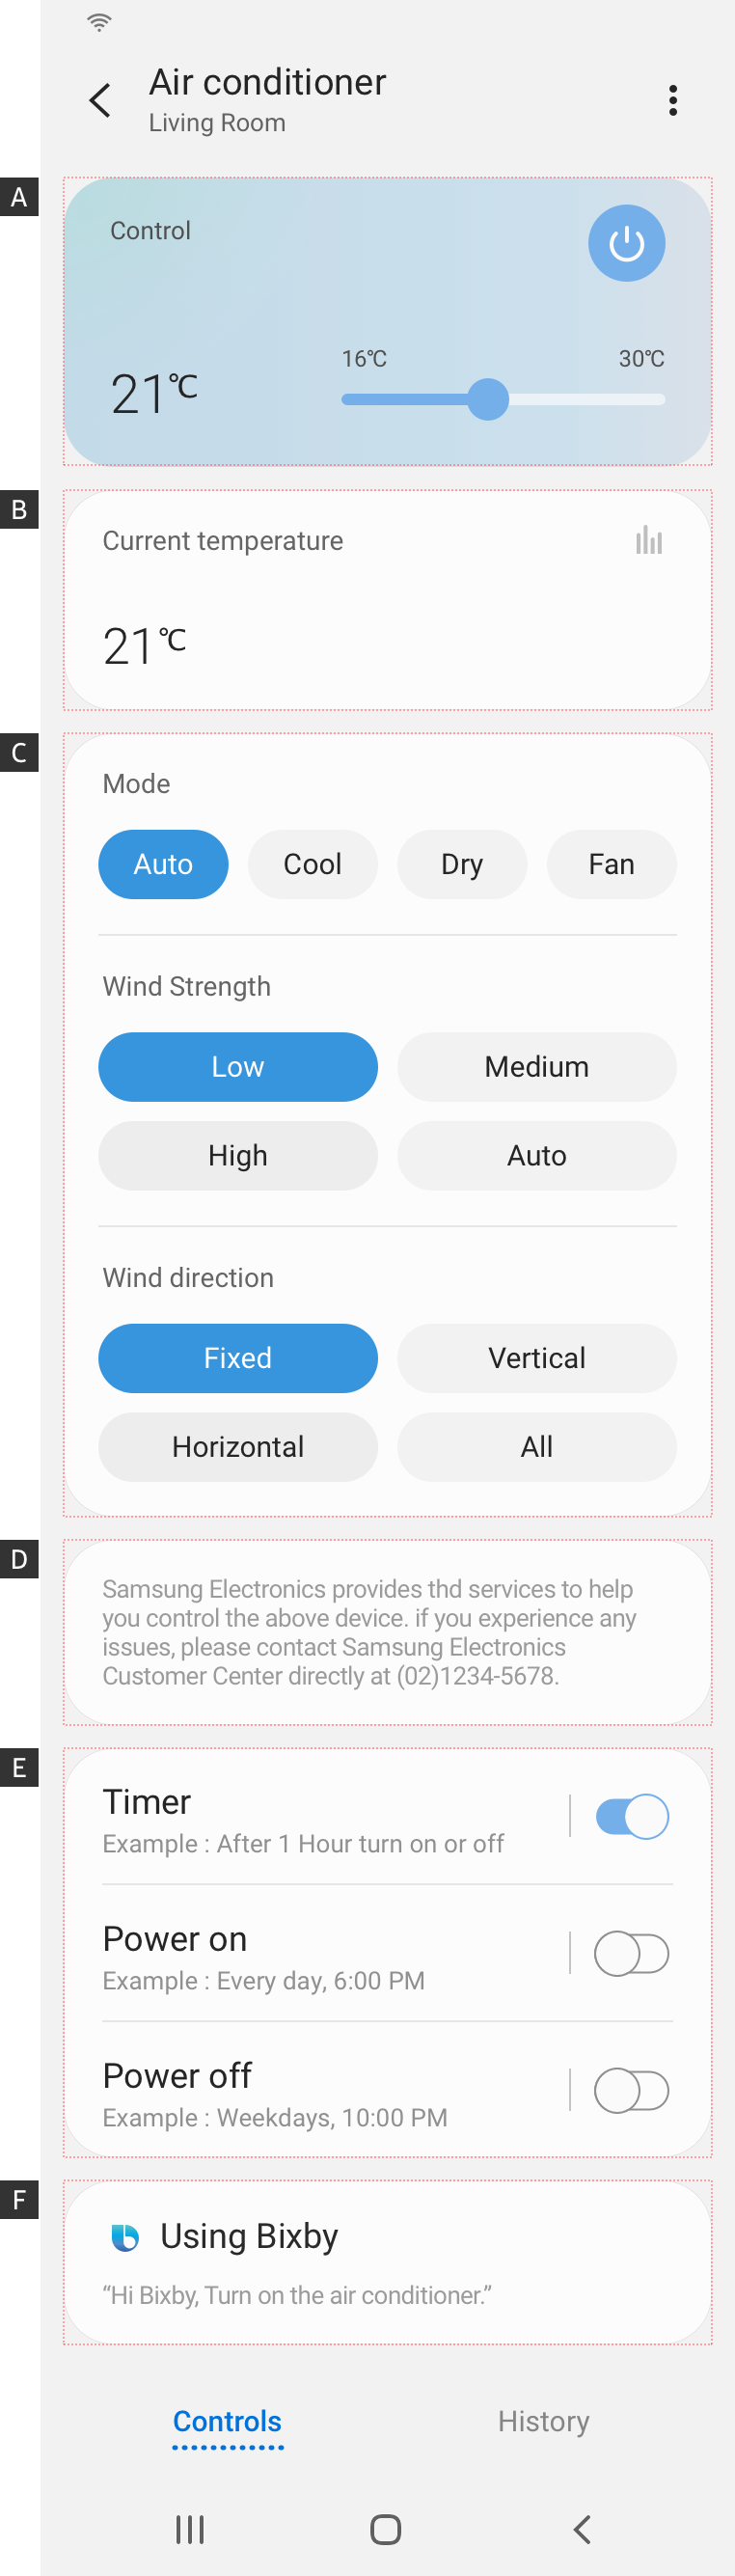 Air conditioner
Living Room
A
Control
16℃ 30℃
21℃
B
Current temperature
21℃
C
Mode
Auto Cool Dry Fan
Wind Strength
Low Medium
High Auto
Wind direction
Fixed Vertical
Horizontal All
D
Samsung Electronics provides thd services to help
you control the above device. if you experience any
issues, please contact Samsung Electronics
Customer Center directly at (02)1234-5678.
E
Timer
Example : After 1 Hour turn on or off
Power on
Example : Every day, 6:00 PM
Power off
Example : Weekdays, 10:00 PM
F
Using Bixby
“Hi Bixby, Turn on the air conditioner.”
Controls History